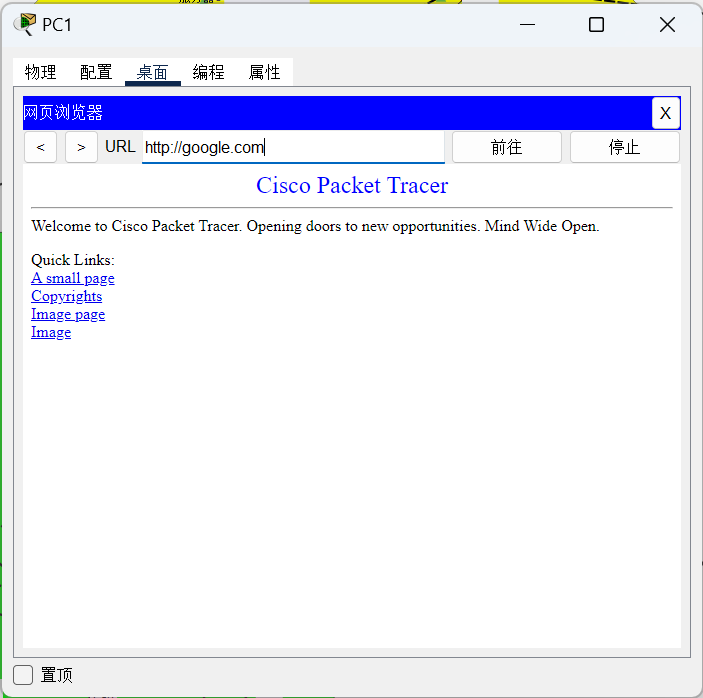 PC1
物理 配置 桌面 编程 属性
网页浏览器 X
< > URL http://google.com 前往 停止
Cisco Packet Tracer
Welcome to Cisco Packet Tracer. Opening doors to new opportunities. Mind Wide Open.
Quick Links:
A small page
Copyrights
Image page
Image
置顶